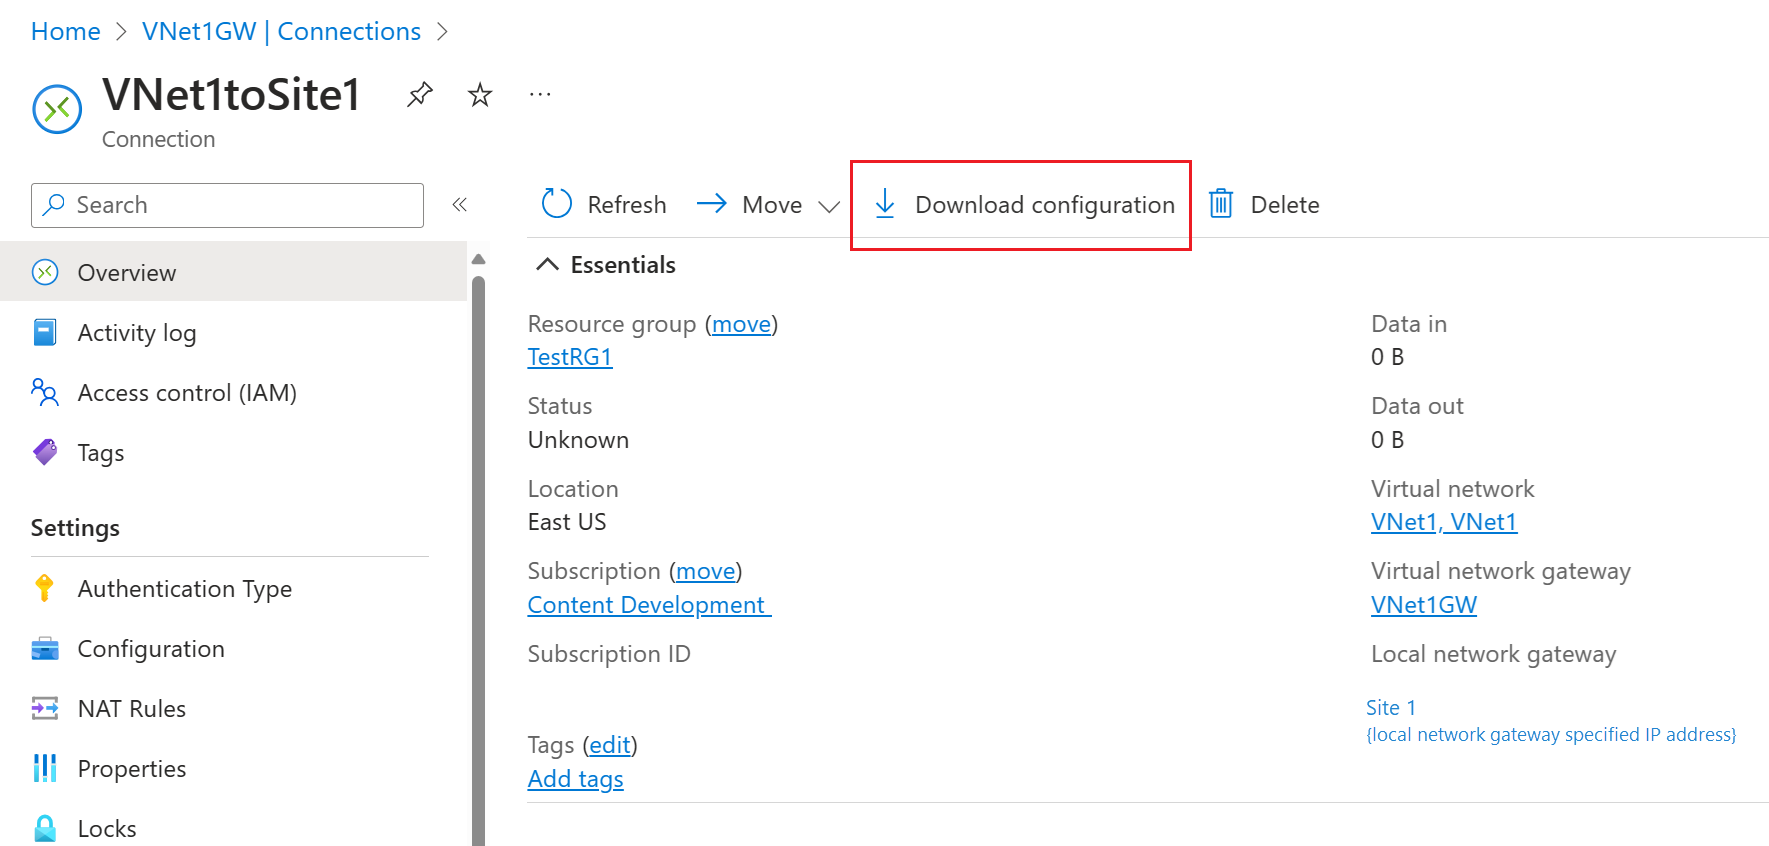 Home > VNet1GW | Connections >
VNet1toSite1
Connection
Search
«
Refresh
Move
Download configuration
Delete
Overview
Activity log
Access control (IAM)
Tags
Settings
Authentication Type
Configuration
NAT Rules
Properties
Locks
Essentials
Resource group (move)
TestRG1
Status
Unknown
Location
East US
Subscription (move)
Content Development
Subscription ID
Tags (edit)
Add tags
Data in
0 B
Data out
0 B
Virtual network
VNet1, VNet1
Virtual network gateway
VNet1GW
Local network gateway
Site 1
{local network gateway specified IP address}